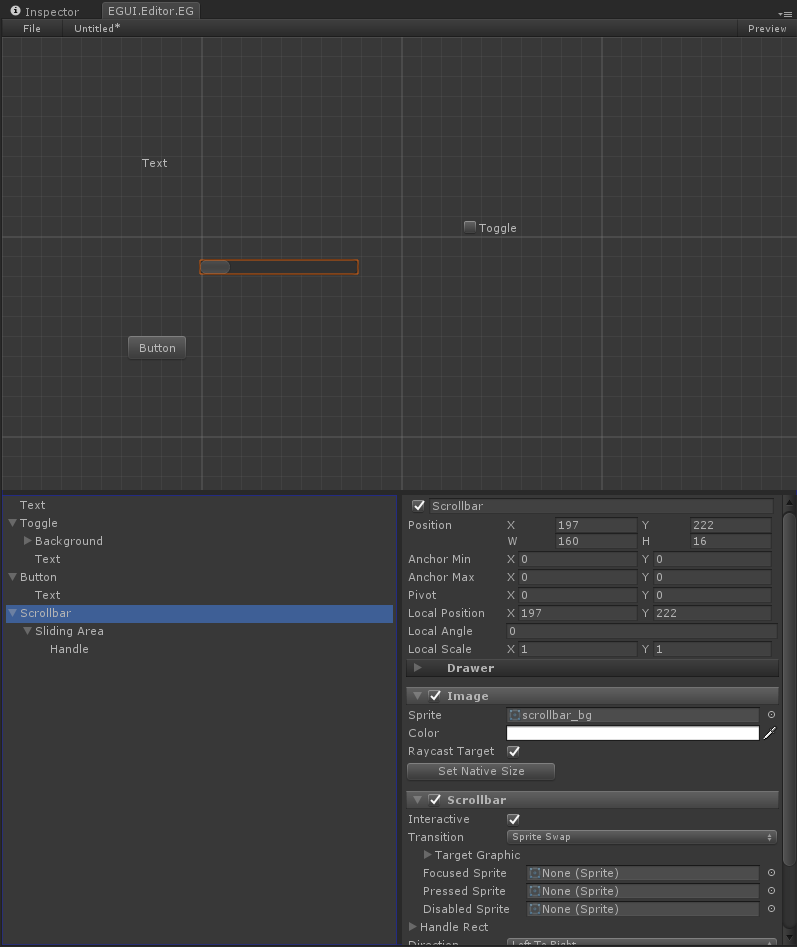 Inspector EGUI.Editor.EG
File Untitled* Preview
Text
Toggle
Button
Text
Toggle
Background
Text
Button
Text
Scrollbar
Sliding Area
Handle
Scrollbar
Position X 197 Y 222
W 160 H 16
Anchor Min X 0 Y 0
Anchor Max X 0 Y 0
Pivot X 0 Y 0
Local Position X 197 Y 222
Local Angle 0
Local Scale X 1 Y 1
Drawer
Image
Sprite scrollbar_bg
Color
Raycast Target
Set Native Size
Scrollbar
Interactive
Transition Sprite Swap
Target Graphic
Focused Sprite None (Sprite)
Pressed Sprite None (Sprite)
Disabled Sprite None (Sprite)
Handle Rect
Direction Left To Right